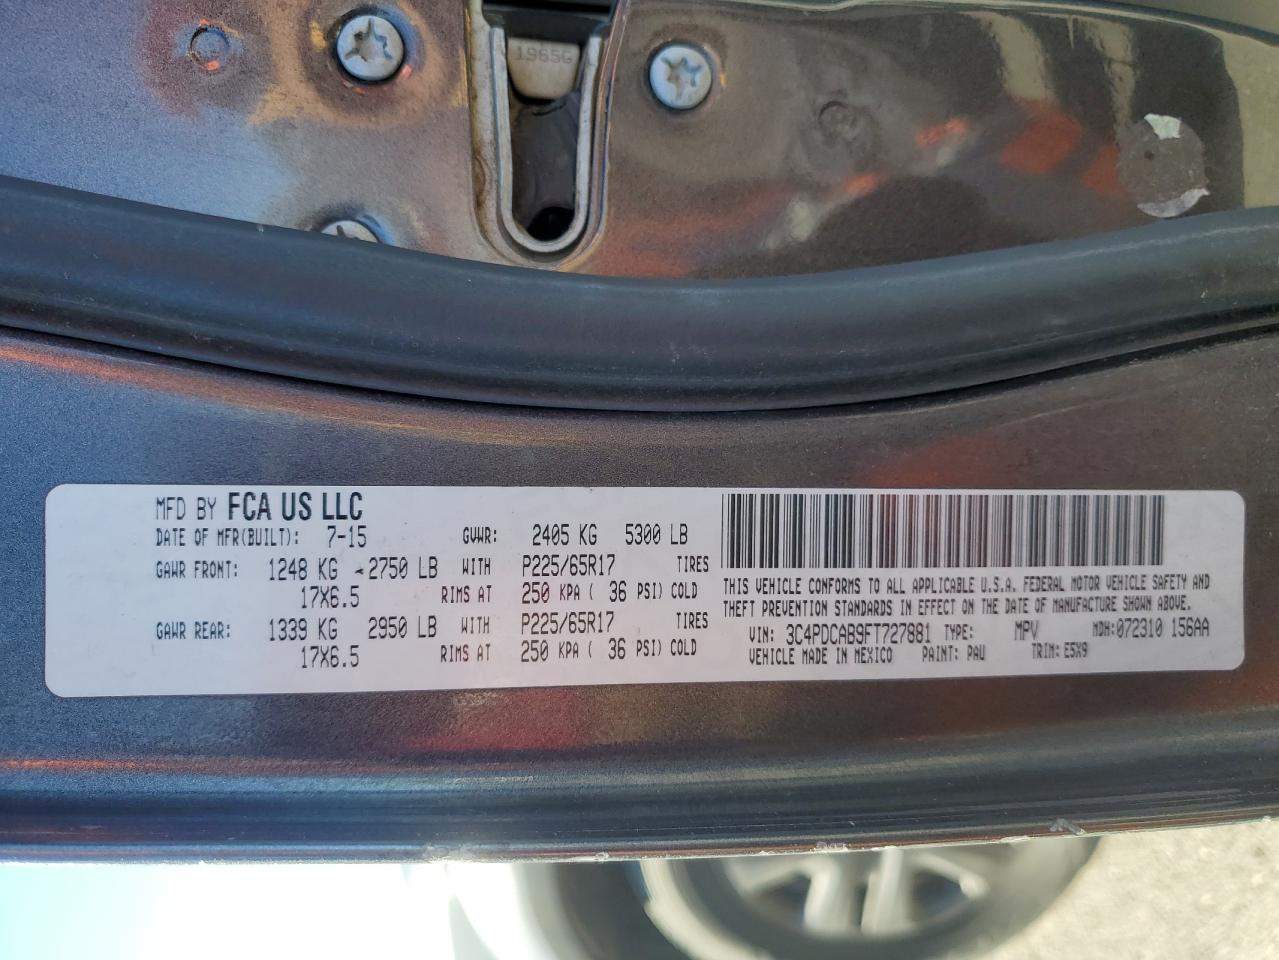 1965G
MFD BY FCA US LLC
DATE OF MFR(BUILT): 7-15 GVWR: 2405 KG 5300 LB
GAWR FRONT: 1248 KG 2750 LB WITH P225/65R17 TIRES
17X6.5 RIMS AT 250 KPA ( 36 PSI) COLD
GAWR REAR: 1339 KG 2950 LB WITH P225/65R17 TIRES
17X6.5 RIMS AT 250 KPA ( 36 PSI) COLD
THIS VEHICLE CONFORMS TO ALL APPLICABLE U.S.A. FEDERAL MOTOR VEHICLE SAFETY AND
THEFT PREVENTION STANDARDS IN EFFECT ON THE DATE OF MANUFACTURE SHOWN ABOVE.
VIN: 3C4PDCAB9FT727881 TYPE: MPV MDH: 072310 156AA
VEHICLE MADE IN MEXICO PAINT: PAU TRIM: E5X9